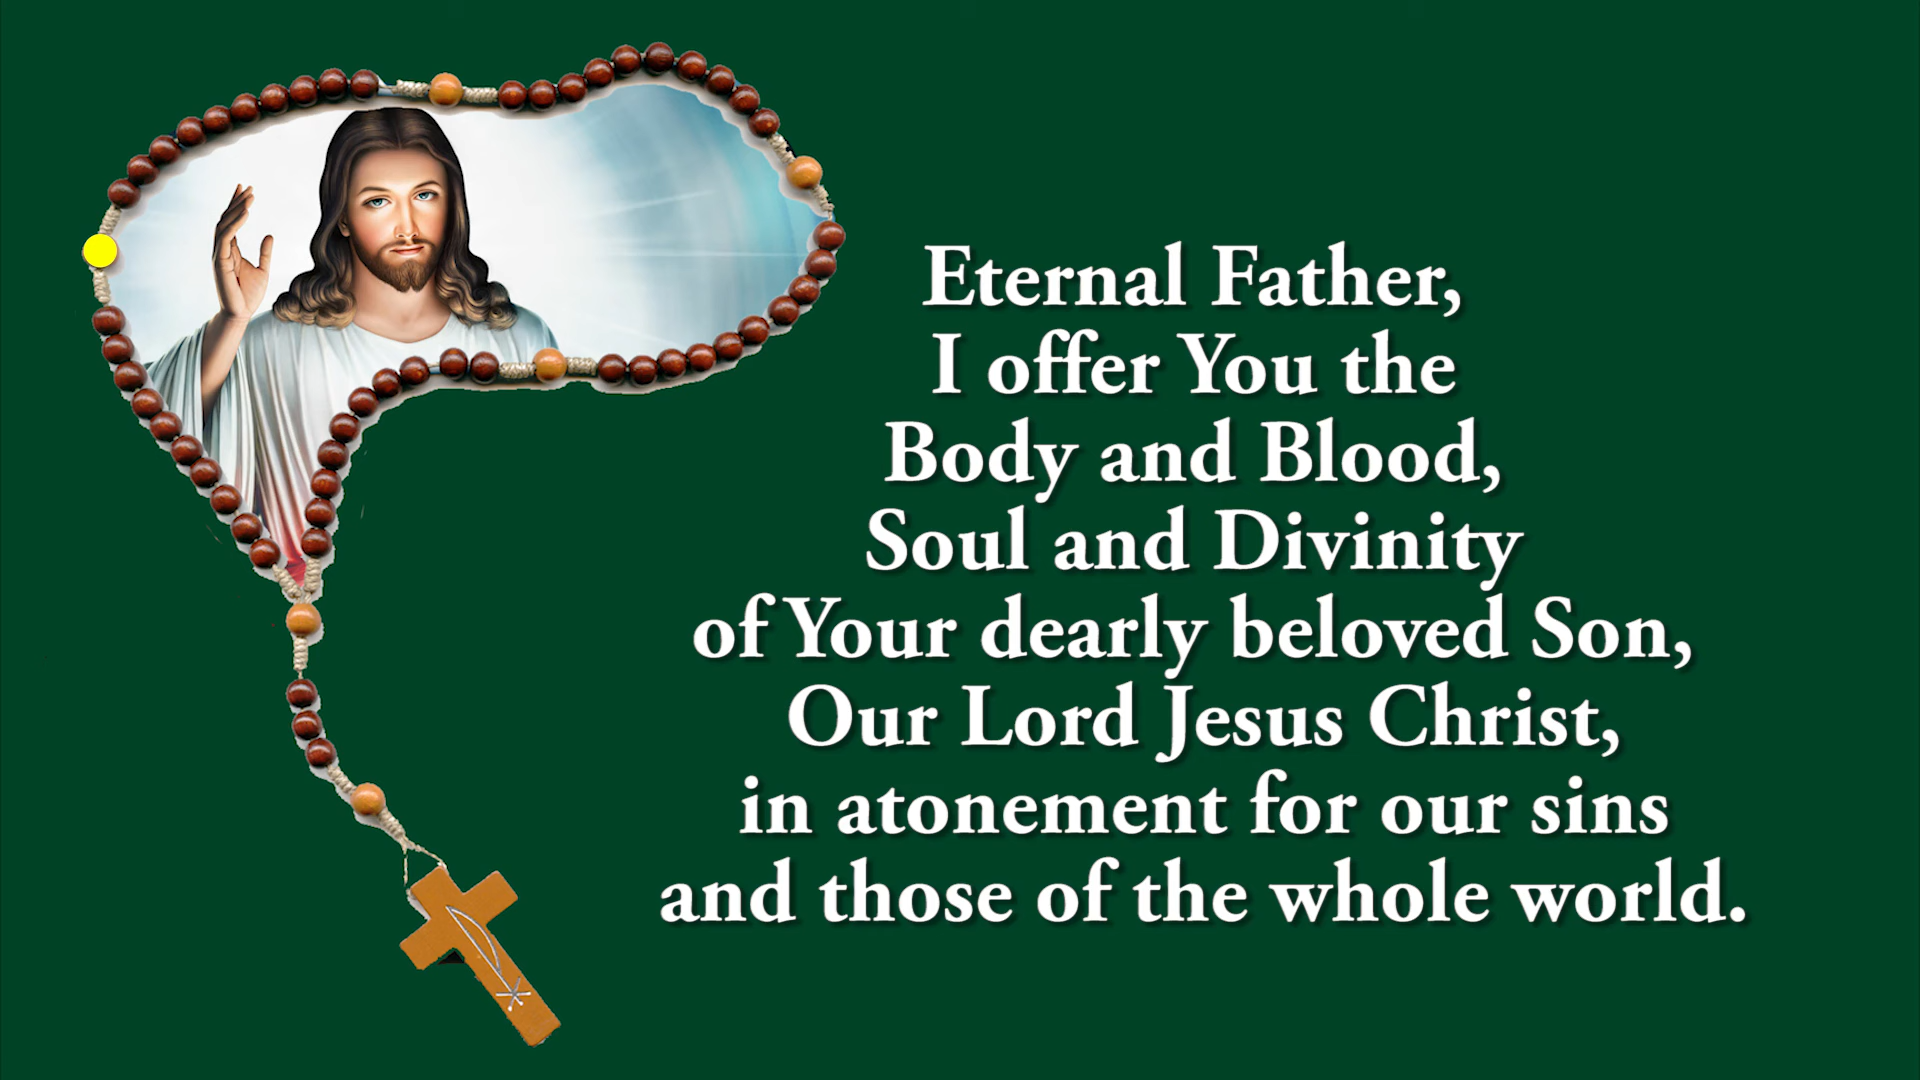 Eternal Father,
I offer You the
Body and Blood,
Soul and Divinity
of Your dearly beloved Son,
Our Lord Jesus Christ,
in atonement for our sins
and those of the whole world.